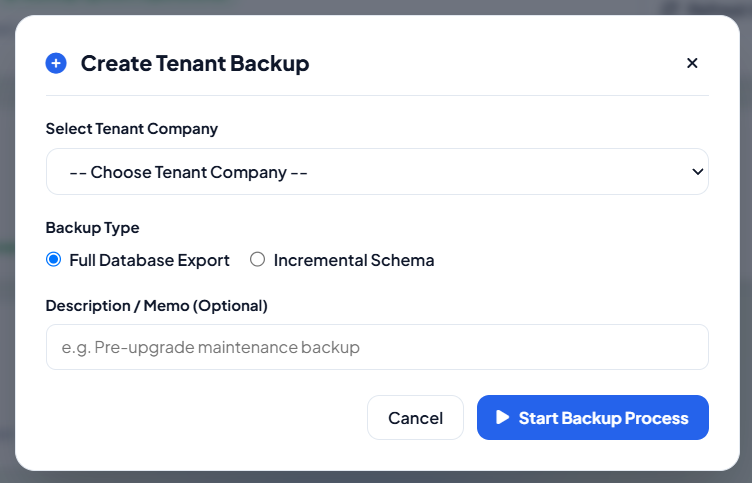 Create Tenant Backup
Select Tenant Company
-- Choose Tenant Company --
Backup Type
Full Database Export Incremental Schema
Description / Memo (Optional)
e.g. Pre-upgrade maintenance backup
Cancel Start Backup Process